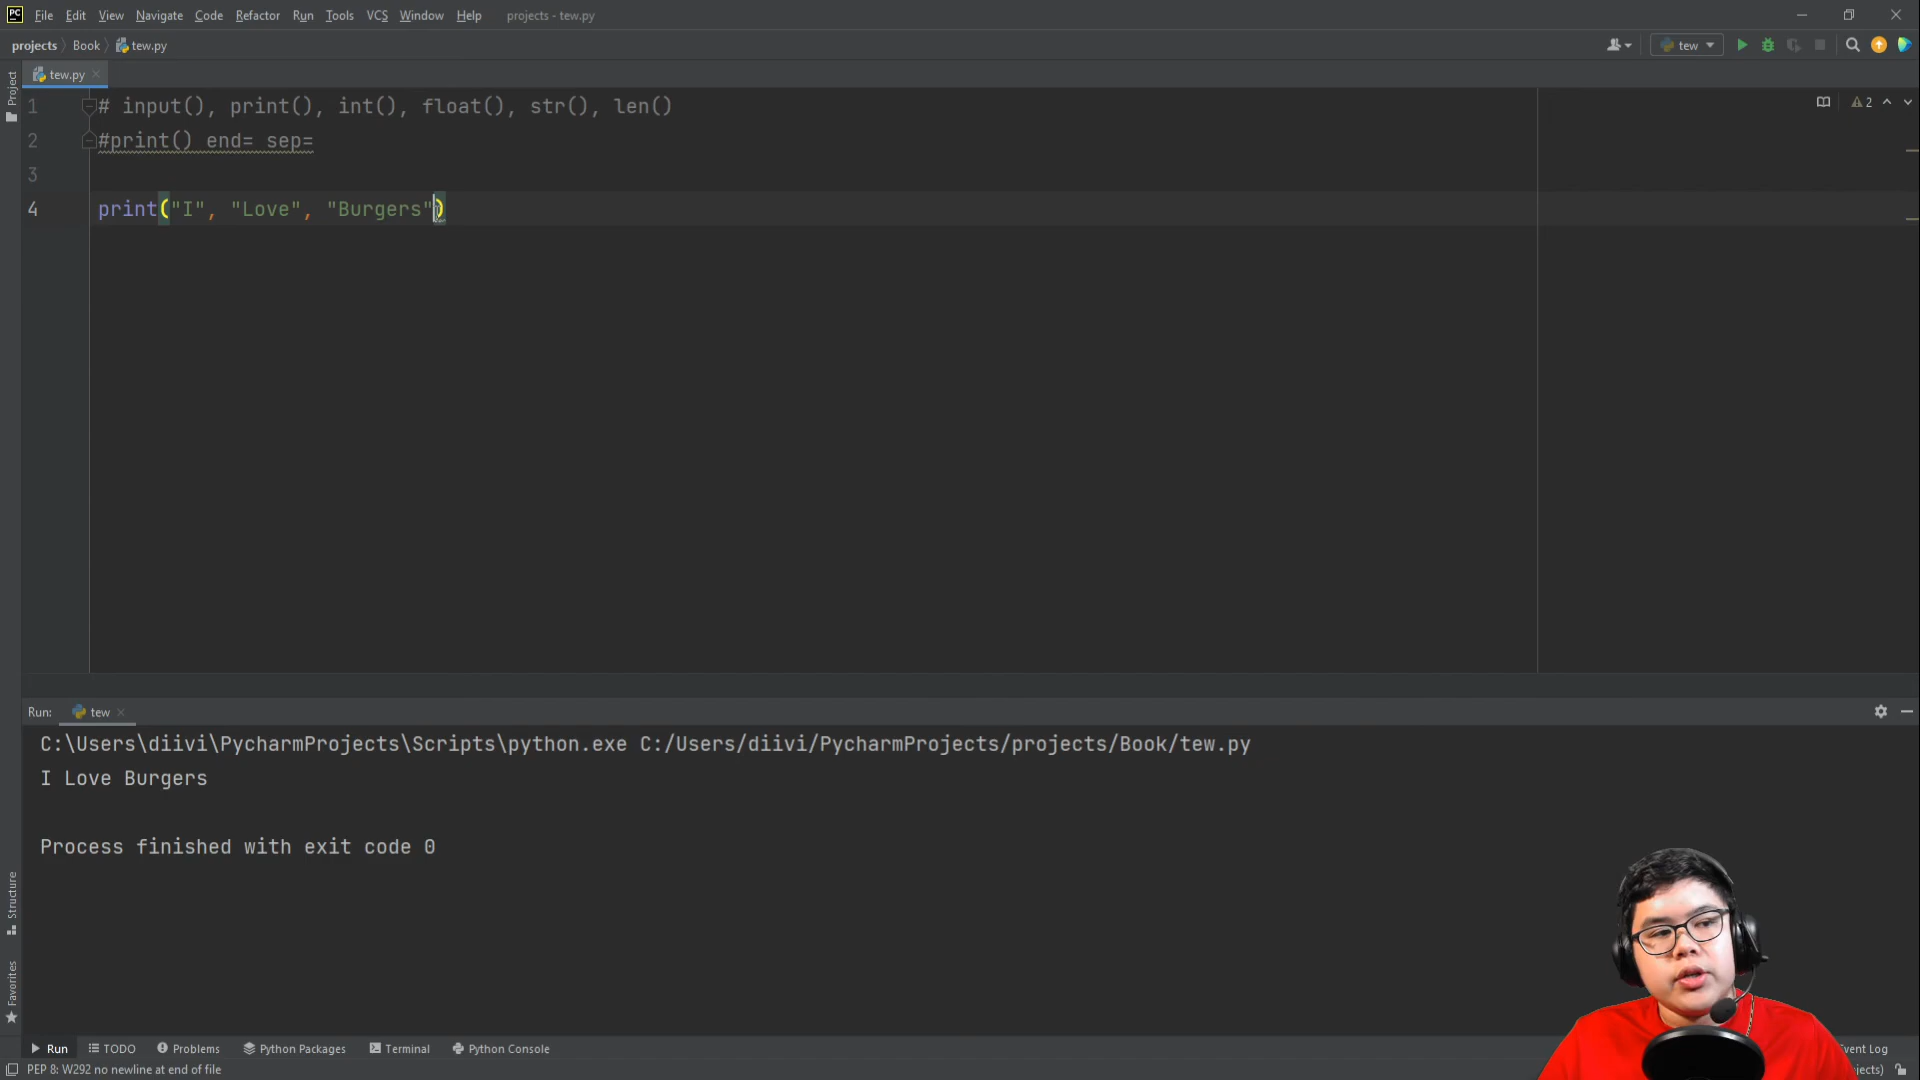 PC File Edit View Navigate Code Refactor Run Tools VCS Window Help projects - tew.py
projects Book tew.py tew
Project
tew.py
1 # input(), print(), int(), float(), str(), len() 2
2 #print() end= sep=
3
4 print("I", "Love", "Burgers")
Run: tew
C:\Users\diivi\PycharmProjects\Scripts\python.exe C:/Users/diivi/PycharmProjects/projects/Book/tew.py
I Love Burgers
Process finished with exit code 0
Structure
Favorites
Run TODO Problems Python Packages Terminal Python Console Event Log
PEP 8: W292 no newline at end of file